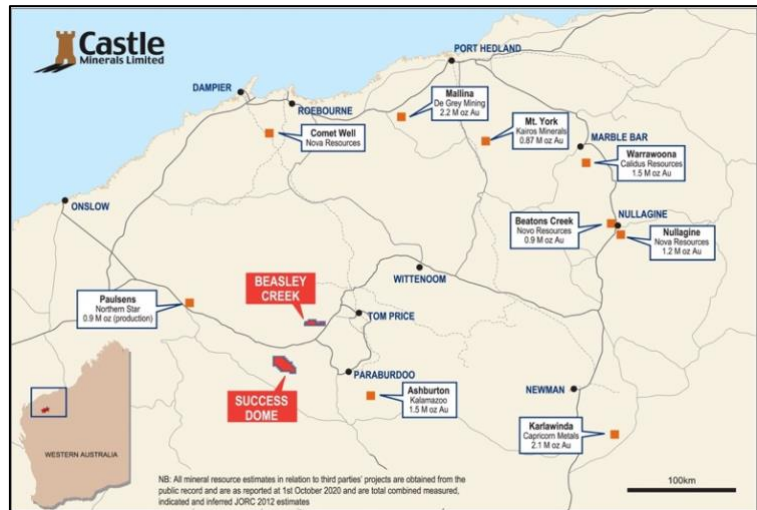 Castle
Minerals Limited
PORT HEDLAND
DAMPIER
ROEBOURNE
Mallina
De Grey Mining
2.2 M oz Au
Mt. York
Kairos Minerals
0.87 M oz Au
Comet Well
Nova Resources
MARBLE BAR
Warrawoona
Calidus Resources
1.5 M oz Au
ONSLOW
Beatons Creek
Novo Resources
0.9 M oz Au
NULLAGINE
Nullagine
Nova Resources
1.2 M oz Au
WITTENOOM
BEASLEY
CREEK
Paulsens
Northern Star
0.9 M oz (production)
TOM PRICE
PARABURDOO
SUCCESS
DOME
Ashburton
Kalamazoo
1.5 M oz Au
NEWMAN
Karlawinda
Capricorn Metals
2.1 M oz Au
WESTERN AUSTRALIA
NB: All mineral resource estimates in relation to third parties' projects are obtained from the
public record and are as reported at 1st October 2020 and are total combined measured,
indicated and inferred JORC 2012 estimates
100km